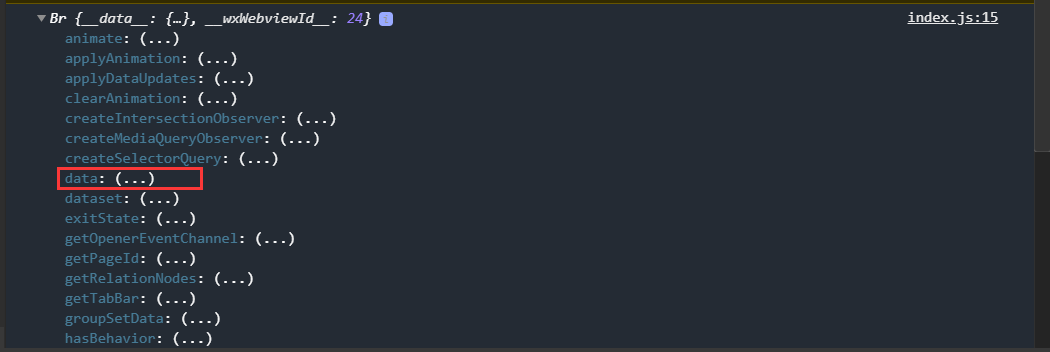 Br {__data__: {…}, __wxWebviewId__: 24} i index.js:15
animate: (...)
applyAnimation: (...)
applyDataUpdates: (...)
clearAnimation: (...)
createIntersectionObserver: (...)
createMediaQueryObserver: (...)
createSelectorQuery: (...)
data: (...)
dataset: (...)
exitState: (...)
getOpenerEventChannel: (...)
getPageId: (...)
getRelationNodes: (...)
getTabBar: (...)
groupSetData: (...)
hasBehavior: (...)